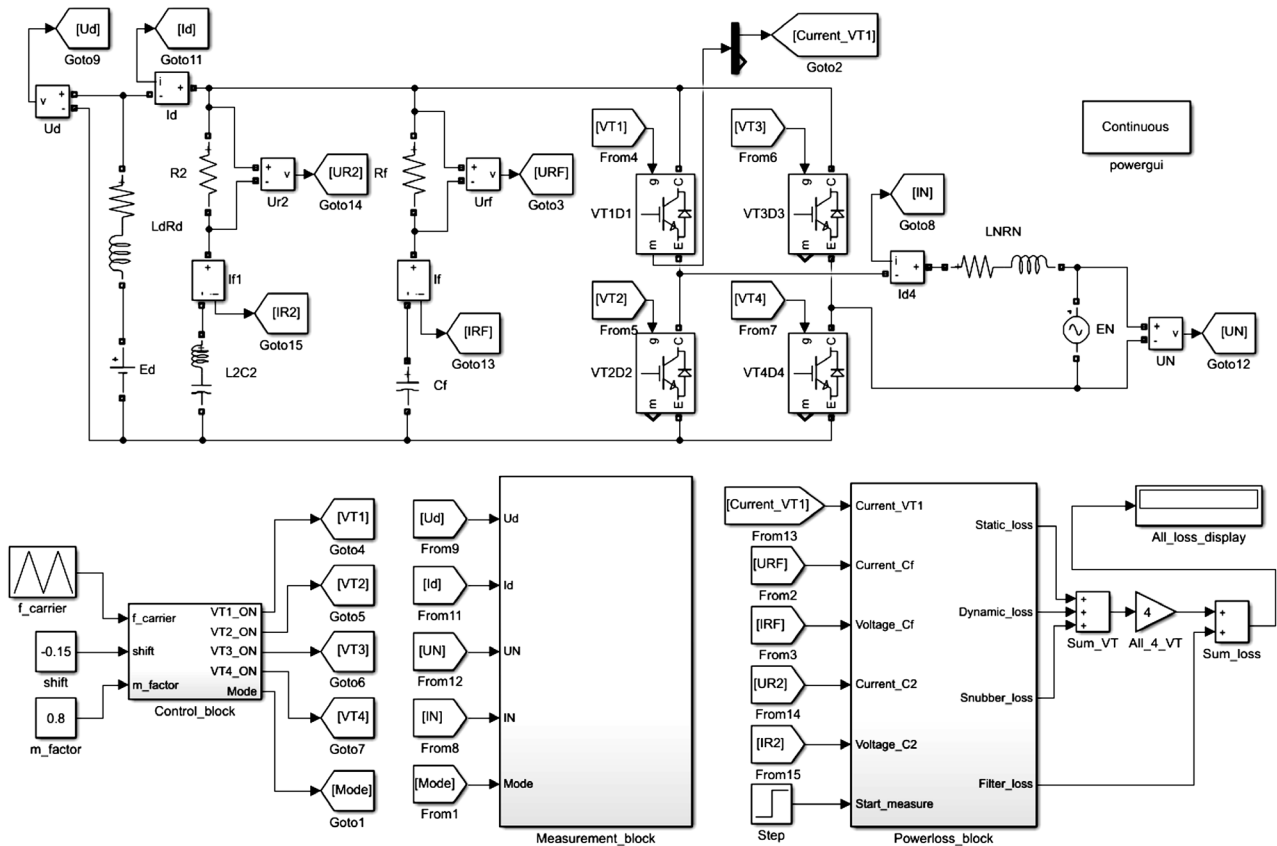 [Ud]
Goto9
[Id]
Goto11
[Current_VT1]
Goto2
v
+
-
Ud
i
+
-
Id
Continuous
powergui
R2
+
+
-
v
Ur2
[UR2]
Goto14
Rf
+
+
-
v
Urf
[URF]
Goto3
[VT1]
From4
[VT3]
From6
g
C
VT1D1
m
E
g
C
VT3D3
m
E
[IN]
Goto8
LdRd
+
+
-
i
If1
[IR2]
Goto15
+
-
i
If
[IRF]
Goto13
i
+
-
Id4
LNRN
+
[VT2]
From5
[VT4]
From7
g
C
VT2D2
m
E
g
C
VT4D4
m
E
EN
+
-
v
UN
[UN]
Goto12
+
Ed
L2C2
+
Cf
f_carrier
-0.15
shift
0.8
m_factor
f_carrier
shift
m_factor
VT1_ON
VT2_ON
VT3_ON
VT4_ON
Mode
Control_block
[VT1]
Goto4
[VT2]
Goto5
[VT3]
Goto6
[VT4]
Goto7
[Mode]
Goto1
[Ud]
From9
[Id]
From11
[UN]
From12
[IN]
From8
[Mode]
From1
Ud
Id
UN
IN
Mode
Measurement_block
[Current_VT1]
From13
[URF]
From2
[IRF]
From3
[UR2]
From14
[IR2]
From15
Step
Current_VT1
Current_Cf
Voltage_Cf
Current_C2
Voltage_C2
Start_measure
Static_loss
Dynamic_loss
Snubber_loss
Filter_loss
Powerloss_block
+
+
+
Sum_VT
4
All_4_VT
+
+
Sum_loss
All_loss_display